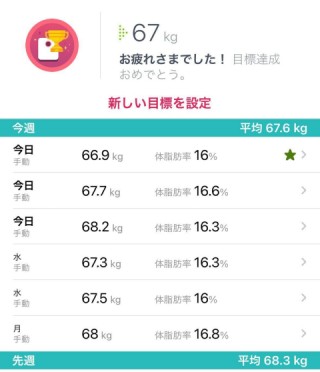 67 kg
お疲れさまでした！ 目標達成
おめでとう。
新しい目標を設定
今週 平均 67.6 kg
今日 66.9 kg 体脂肪率 16%
手動
今日 67.7 kg 体脂肪率 16.6%
手動
今日 68.2 kg 体脂肪率 16.3%
手動
水 67.3 kg 体脂肪率 16.3%
手動
水 67.5 kg 体脂肪率 16%
手動
月 68 kg 体脂肪率 16.8%
手動
先週 平均 68.3 kg